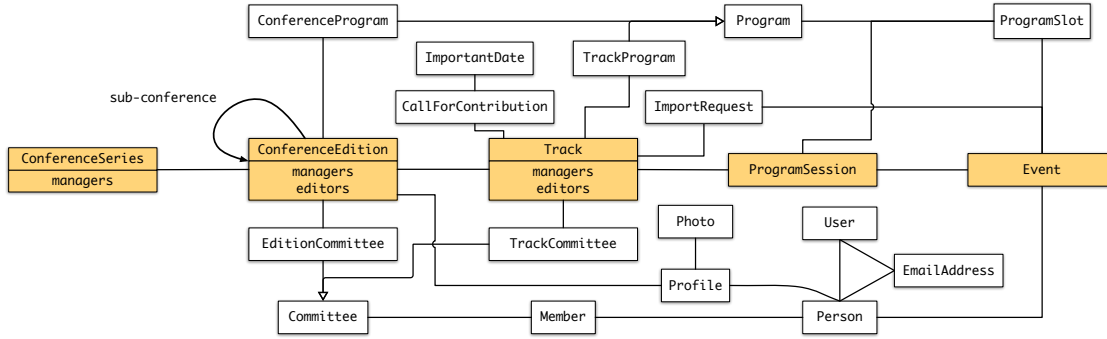 ConferenceProgram
Program
ProgramSlot
ImportantDate
TrackProgram
sub-conference
CallForContribution
ImportRequest
ConferenceSeries
managers
ConferenceEdition
managers
editors
Track
managers
editors
ProgramSession
Event
EditionCommittee
TrackCommittee
Photo
User
EmailAddress
Profile
Committee
Member
Person